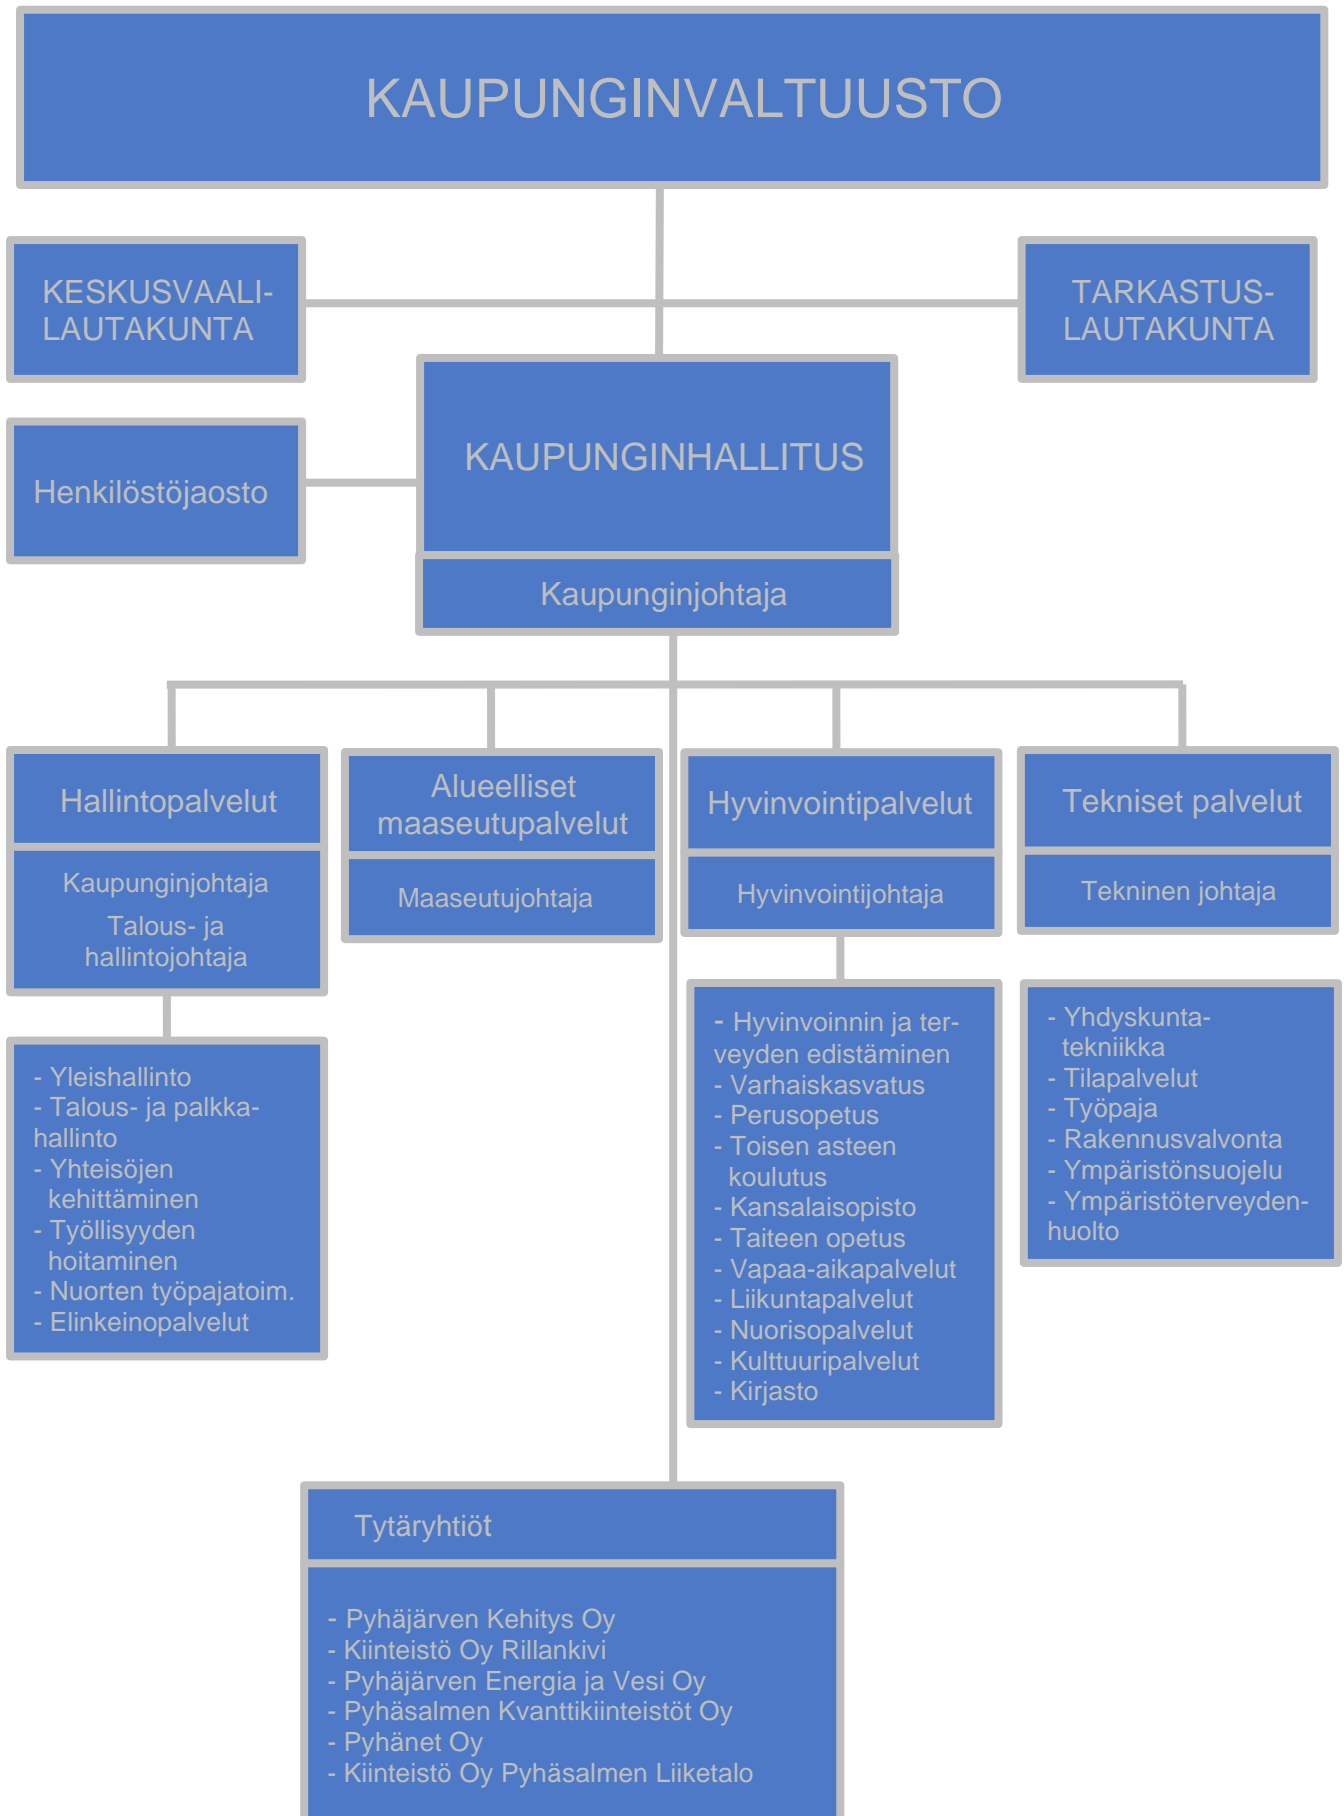 KAUPUNGINVALTUUSTO
KESKUSVAALI-
LAUTAKUNTA
TARKASTUS-
LAUTAKUNTA
KAUPUNGINHALLITUS
Henkilöstöjaosto
Kaupunginjohtaja
Hallintopalvelut
Kaupunginjohtaja
Talous- ja
hallintojohtaja
Alueelliset
maaseutupalvelut
Maaseutujohtaja
Hyvinvointipalvelut
Hyvinvointijohtaja
Tekniset palvelut
Tekninen johtaja
- Yleishallinto
- Talous- ja palkka-
hallinto
- Yhteisöjen
kehittäminen
- Työllisyyden
hoitaminen
- Nuorten työpajatoim.
- Elinkeinopalvelut
- Hyvinvoinnin ja ter-
veyden edistäminen
- Varhaiskasvatus
- Perusopetus
- Toisen asteen
koulutus
- Kansalaisopisto
- Taiteen opetus
- Vapaa-aikapalvelut
- Liikuntapalvelut
- Nuorisopalvelut
- Kulttuuripalvelut
- Kirjasto
- Yhdyskunta-
tekniikka
- Tilapalvelut
- Työpaja
- Rakennusvalvonta
- Ympäristönsuojelu
- Ympäristöterveyden-
huolto
Tytäryhtiöt
- Pyhäjärven Kehitys Oy
- Kiinteistö Oy Rillankivi
- Pyhäjärven Energia ja Vesi Oy
- Pyhäsalmen Kvanttikiinteistöt Oy
- Pyhänet Oy
- Kiinteistö Oy Pyhäsalmen Liiketalo